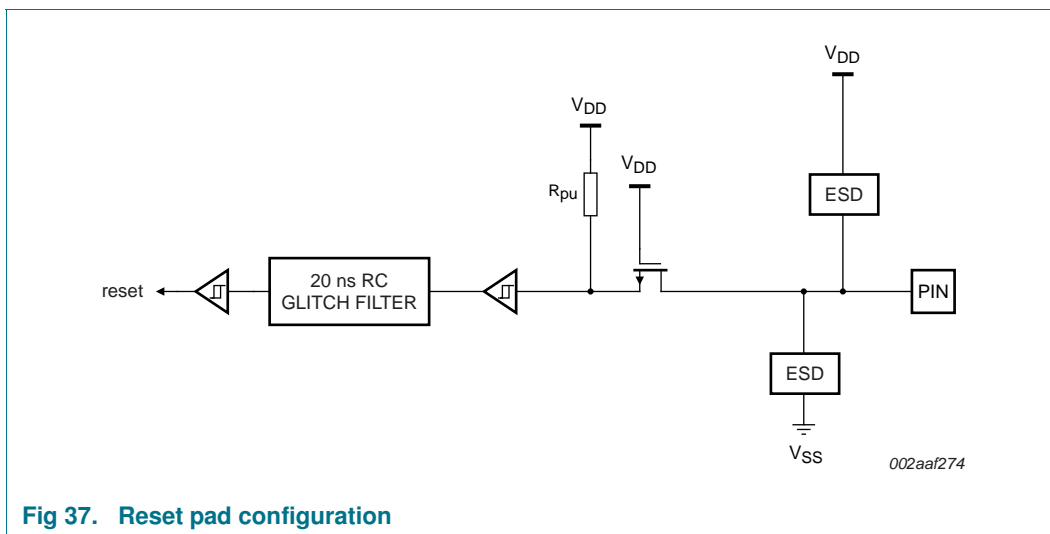 VDD
VDD
VDD
Rpu
ESD
reset
20 ns RC
GLITCH FILTER
PIN
ESD
VSS
002aaf274
Fig 37. Reset pad configuration